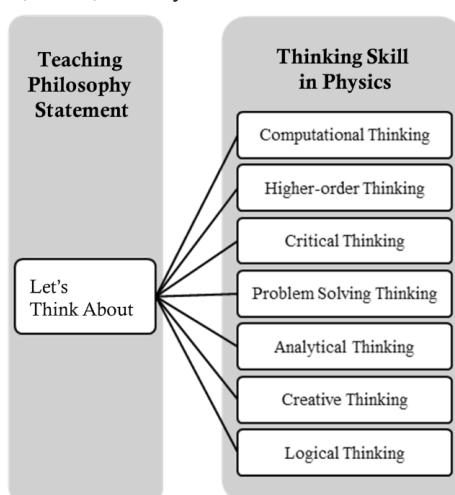 Teaching
Philosophy
Statement
Let's
Think About
Thinking Skill
in Physics
Computational Thinking
Higher-order Thinking
Critical Thinking
Problem Solving Thinking
Analytical Thinking
Creative Thinking
Logical Thinking